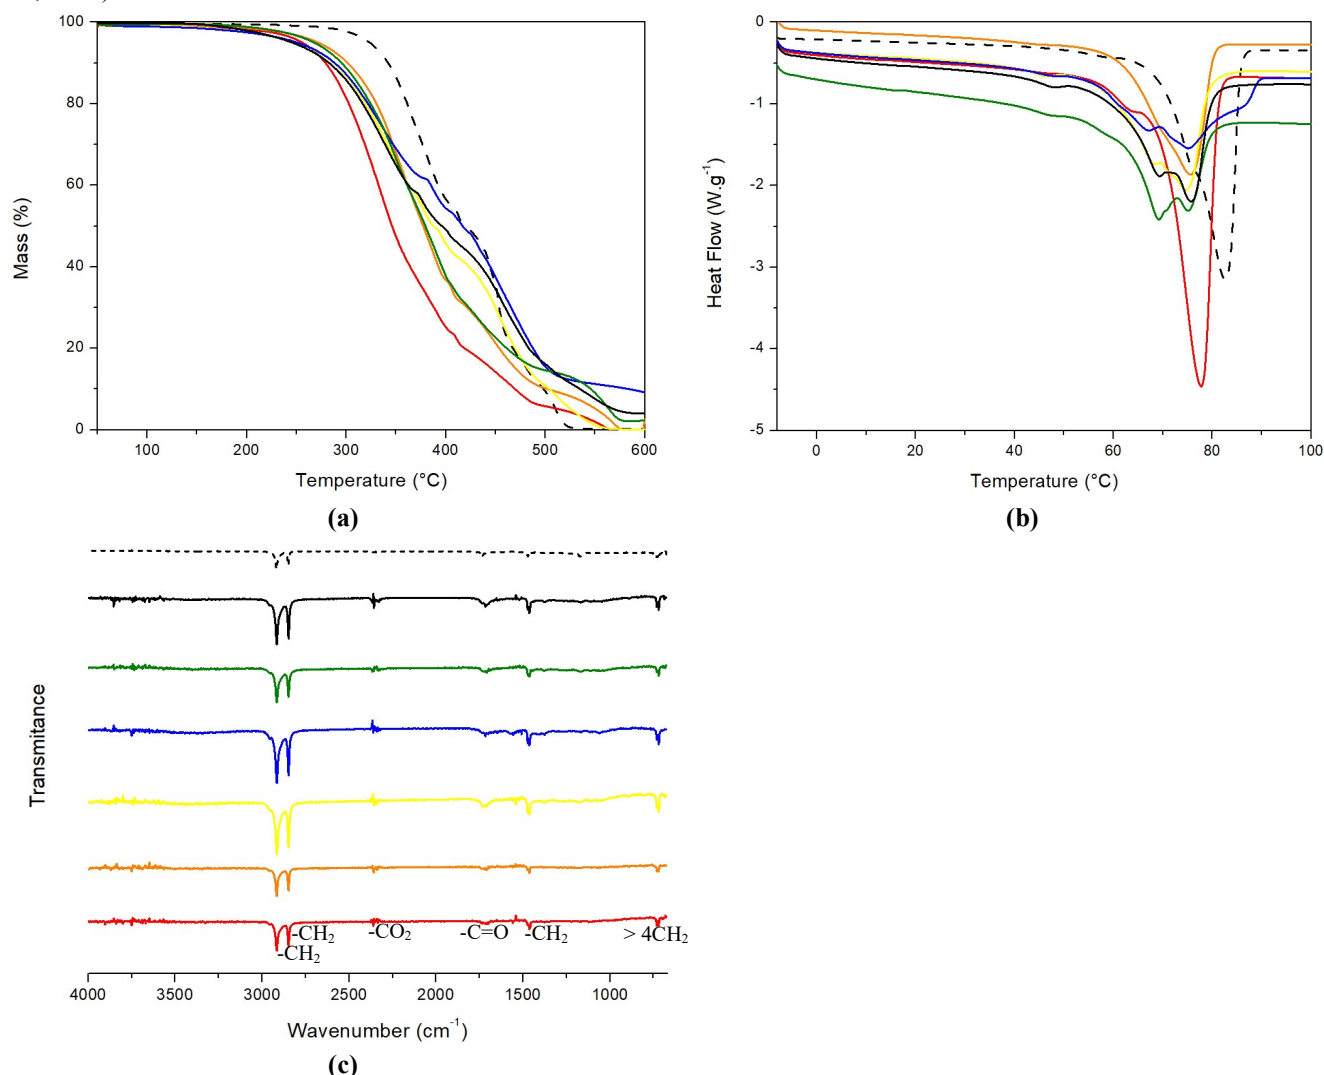 100
80
60
40
20
0
Mass (%)
100
200
300
400
500
600
Temperature (°C)
(a)
0
-1
-2
-3
-4
-5
Heat Flow (W.g⁻¹)
0
20
40
60
80
100
Temperature (°C)
(b)
Transmitance
-CH₂
-CH₂
-CO₂
-C=O
-CH₂
> 4CH₂
4000
3500
3000
2500
2000
1500
1000
Wavenumber (cm⁻¹)
(c)